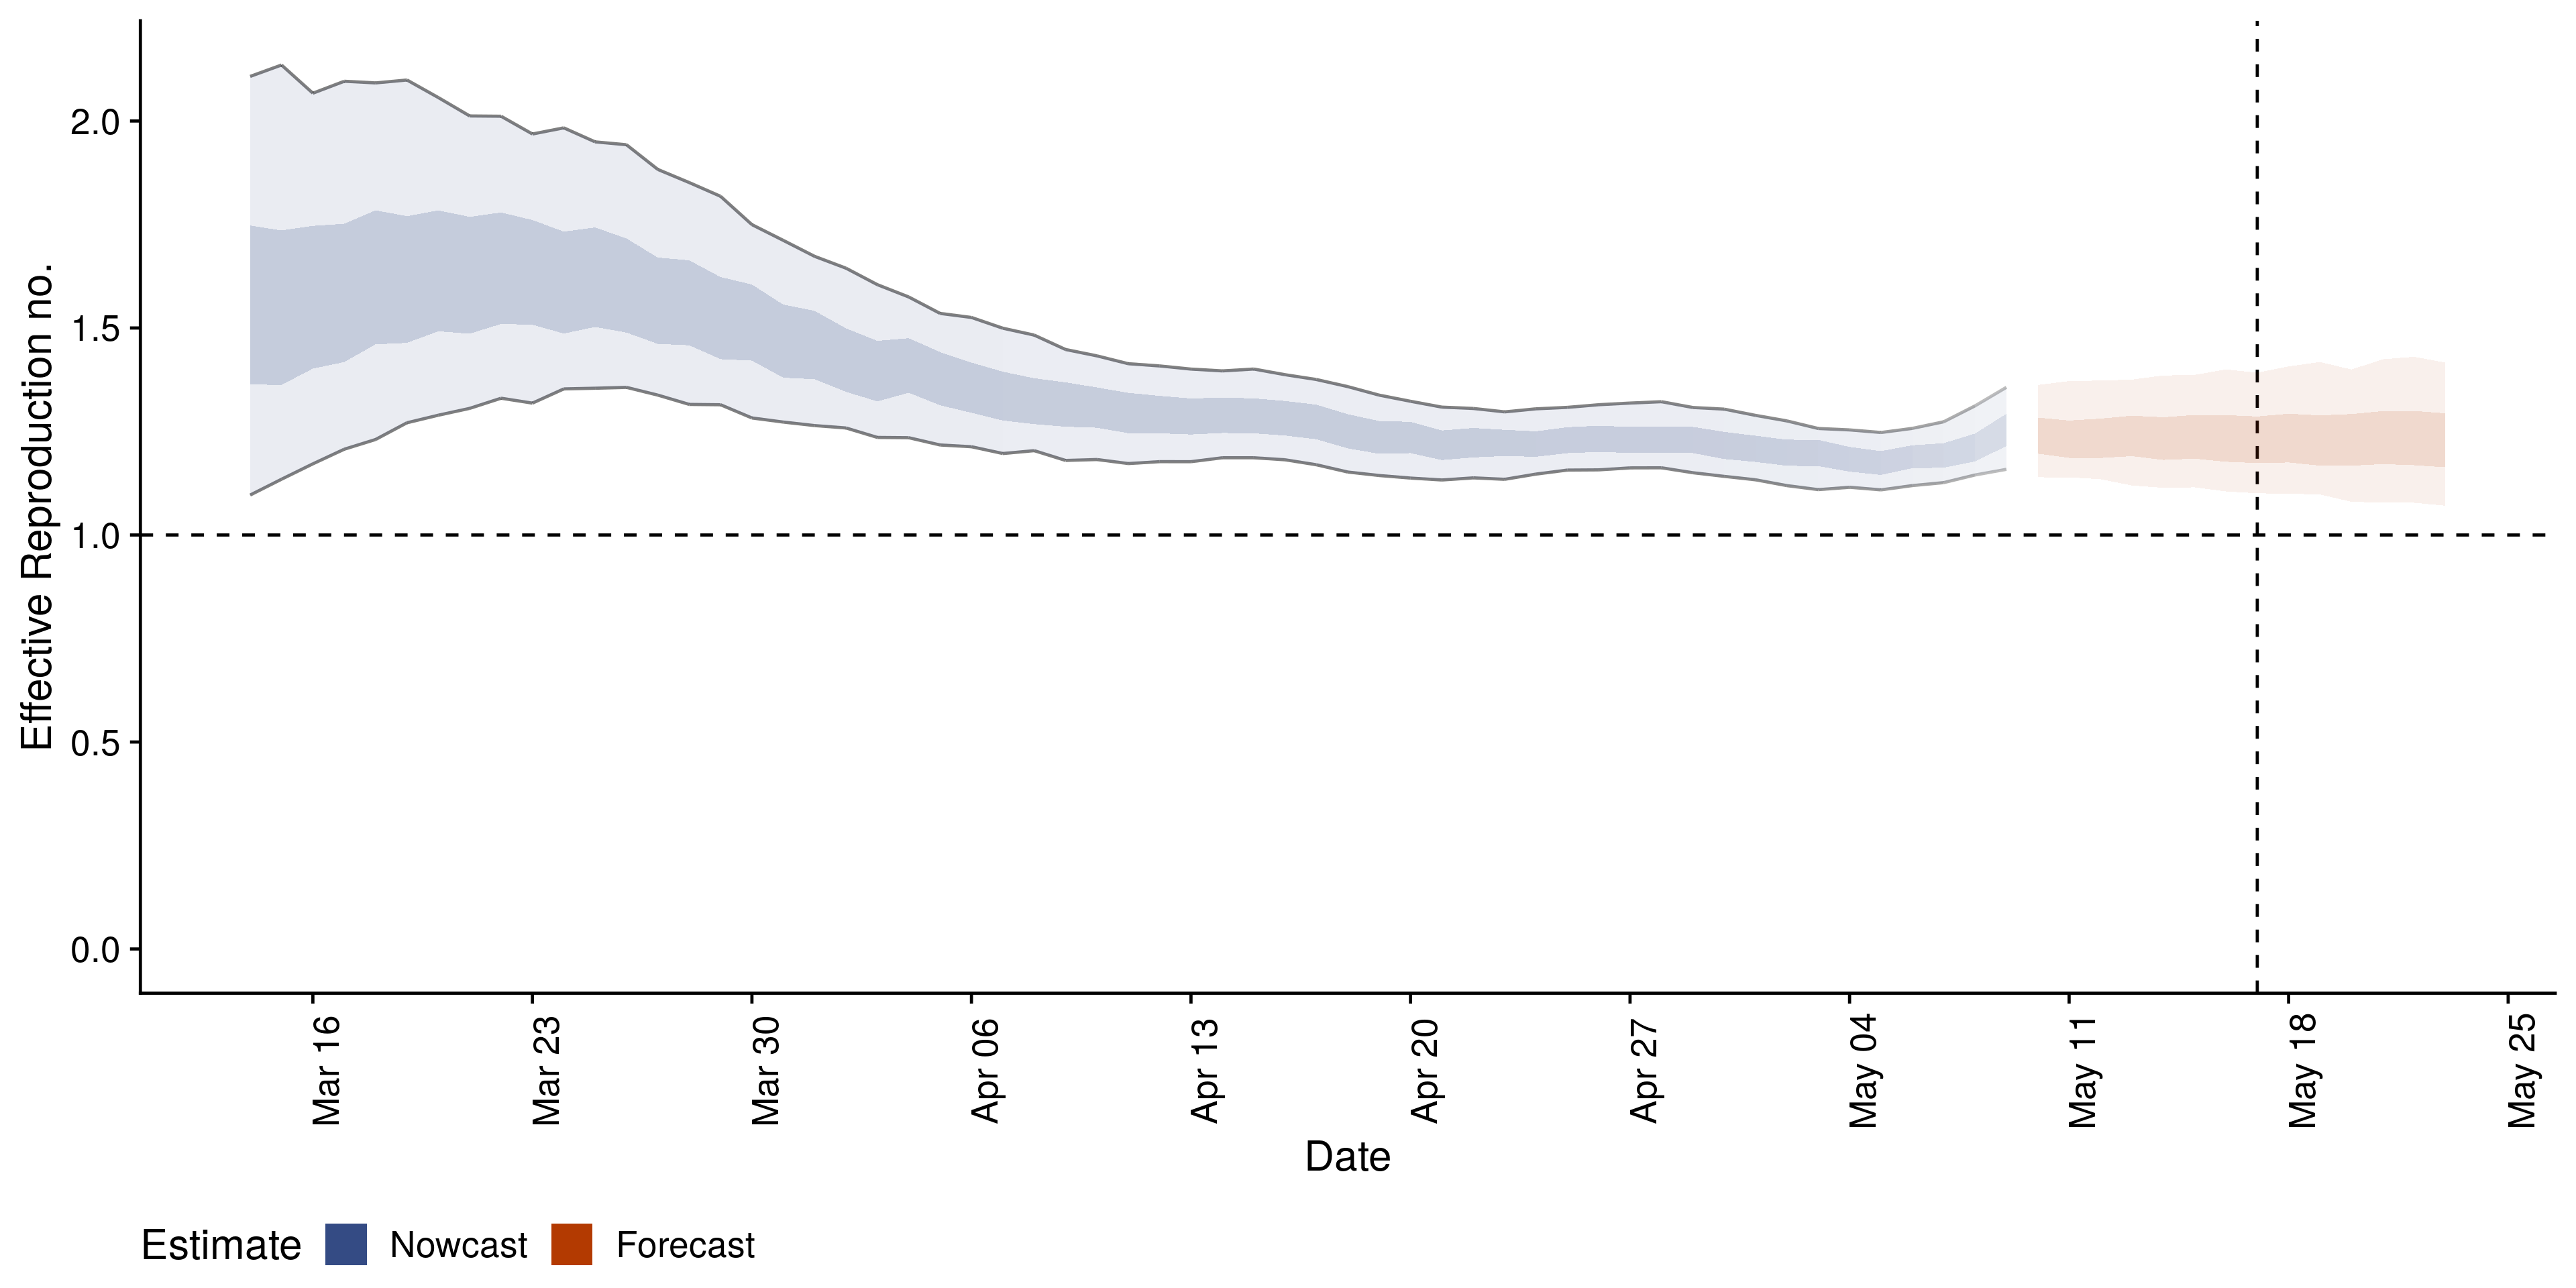 Effective Reproduction no.
2.0
1.5
1.0
0.5
0.0
Mar 16
Mar 23
Mar 30
Apr 06
Apr 13
Apr 20
Apr 27
May 04
May 11
May 18
May 25
Date
Estimate Nowcast Forecast